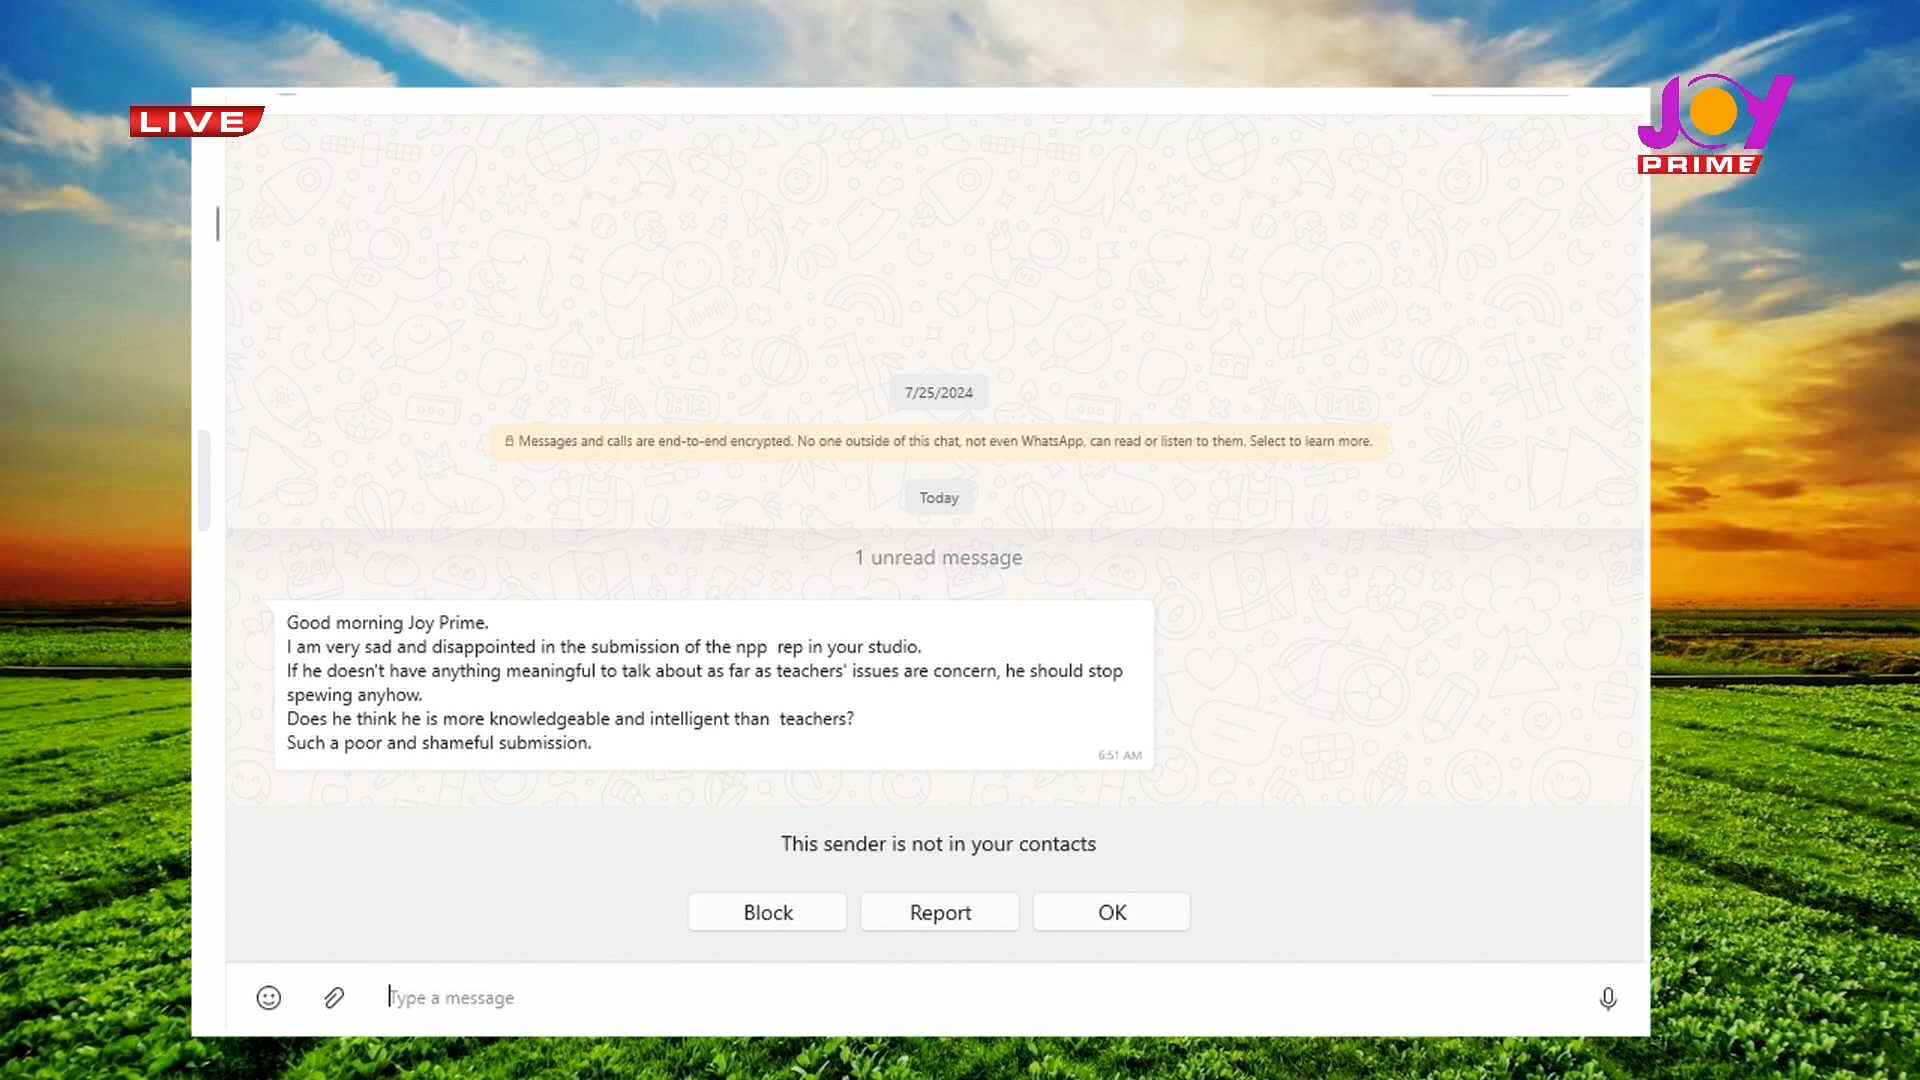 LIVE
JOY
PRIME
7/25/2024
Messages and calls are end-to-end encrypted. No one outside of this chat, not even WhatsApp, can read or listen to them. Select to learn more.
Today
1 unread message
Good morning Joy Prime.
I am very sad and disappointed in the submission of the npp  rep in your studio.
If he doesn't have anything meaningful to talk about as far as teachers' issues are concern, he should stop
spewing anyhow.
Does he think he is more knowledgeable and intelligent than  teachers?
Such a poor and shameful submission.
6:51 AM
This sender is not in your contacts
Block
Report
OK
Type a message